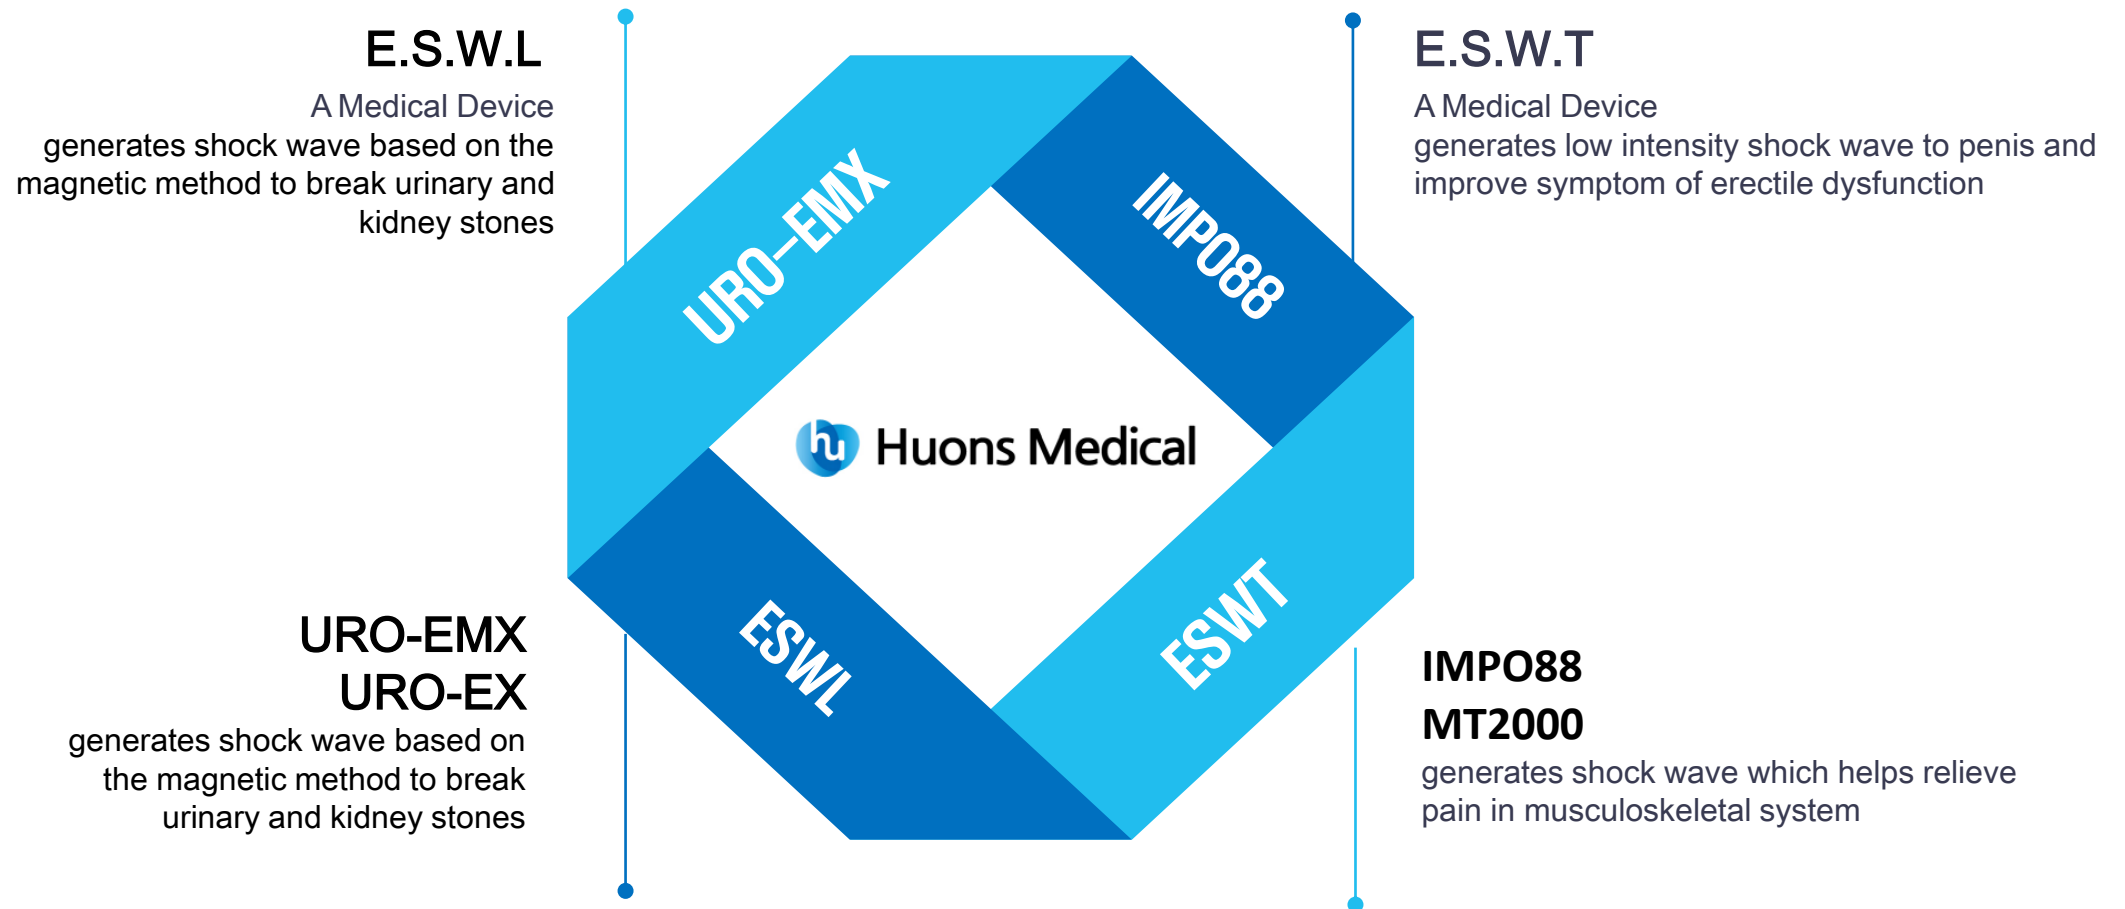 E.S.W.L
A Medical Device
generates shock wave based on the
magnetic method to break urinary and
kidney stones
E.S.W.T
A Medical Device
generates low intensity shock wave to penis and
improve symptom of erectile dysfunction
URO-EMX
IMPO88
hu Huons Medical
ESWL
ESWT
URO-EMX
URO-EX
generates shock wave based on
the magnetic method to break
urinary and kidney stones
IMPO88
MT2000
generates shock wave which helps relieve
pain in musculoskeletal system